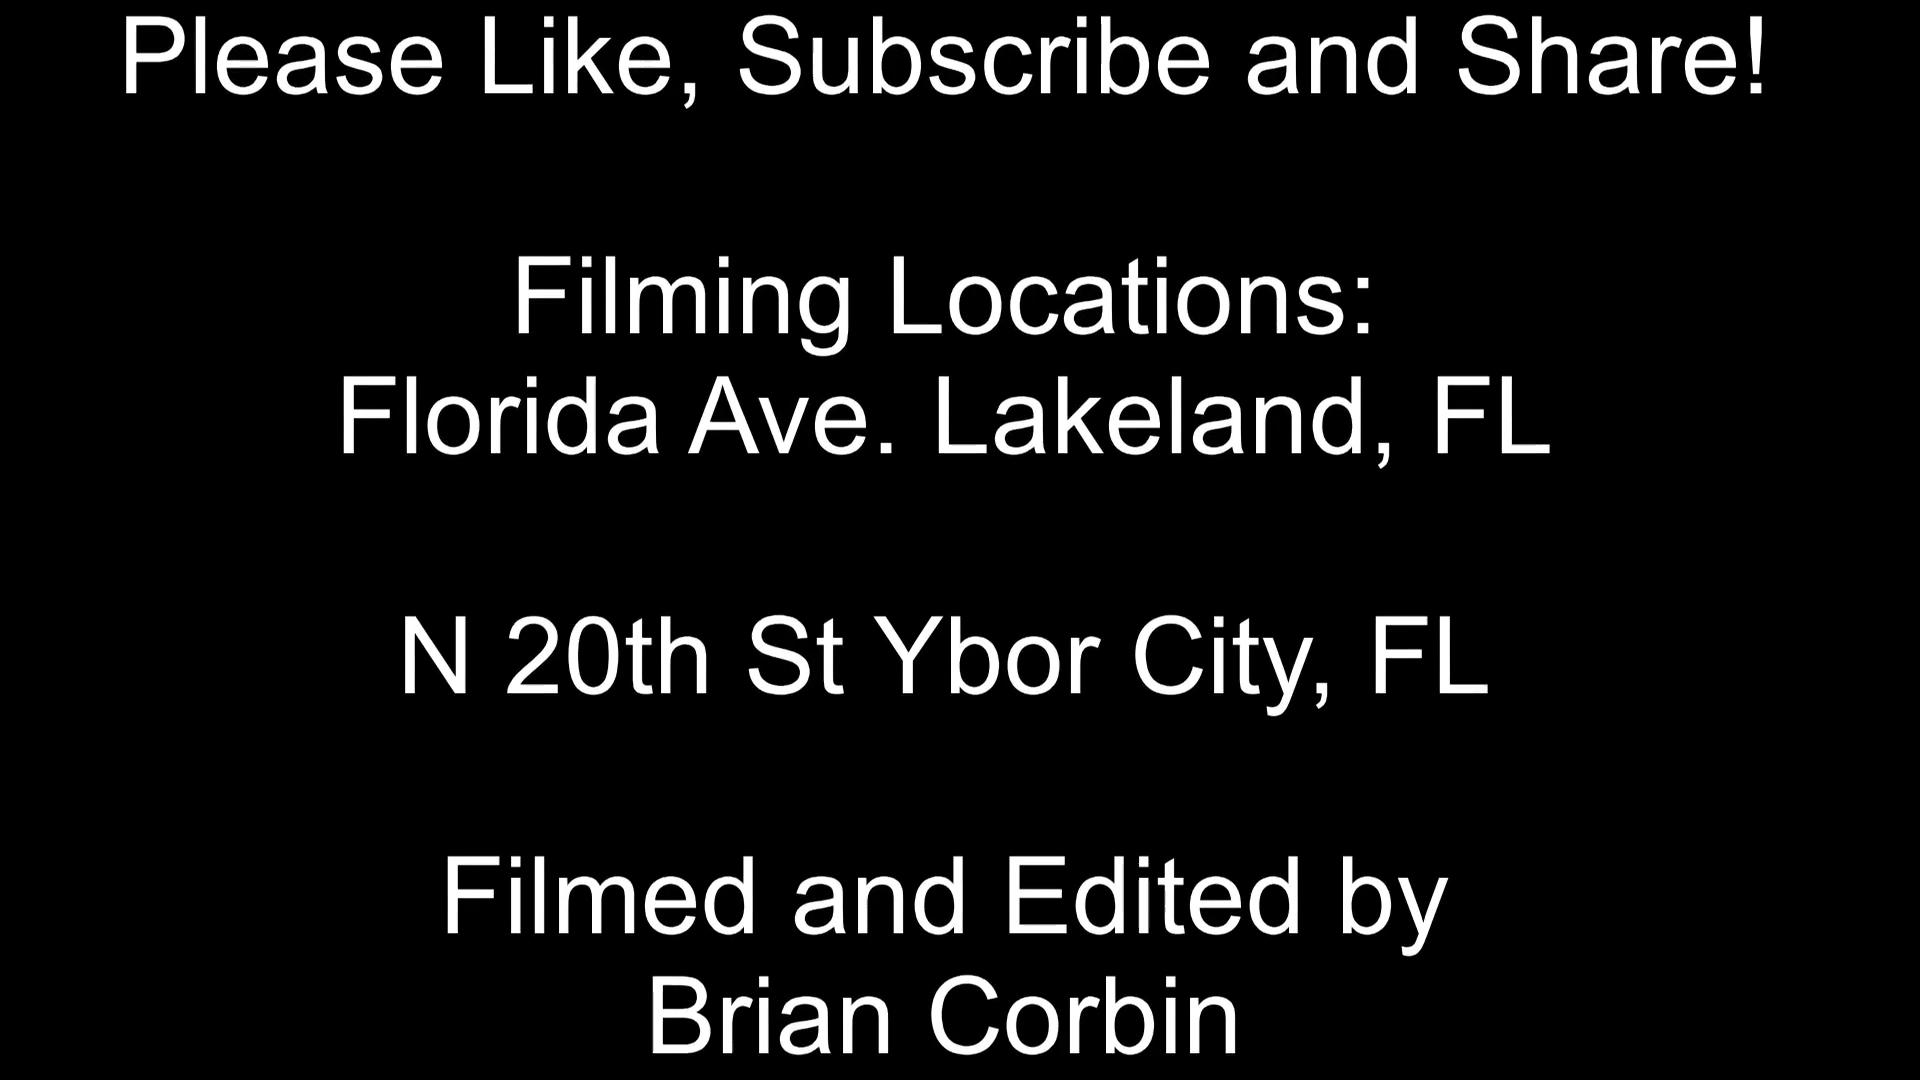 Please Like, Subscribe and Share!
Filming Locations:
Florida Ave. Lakeland, FL
N 20th St Ybor City, FL
Filmed and Edited by
Brian Corbin